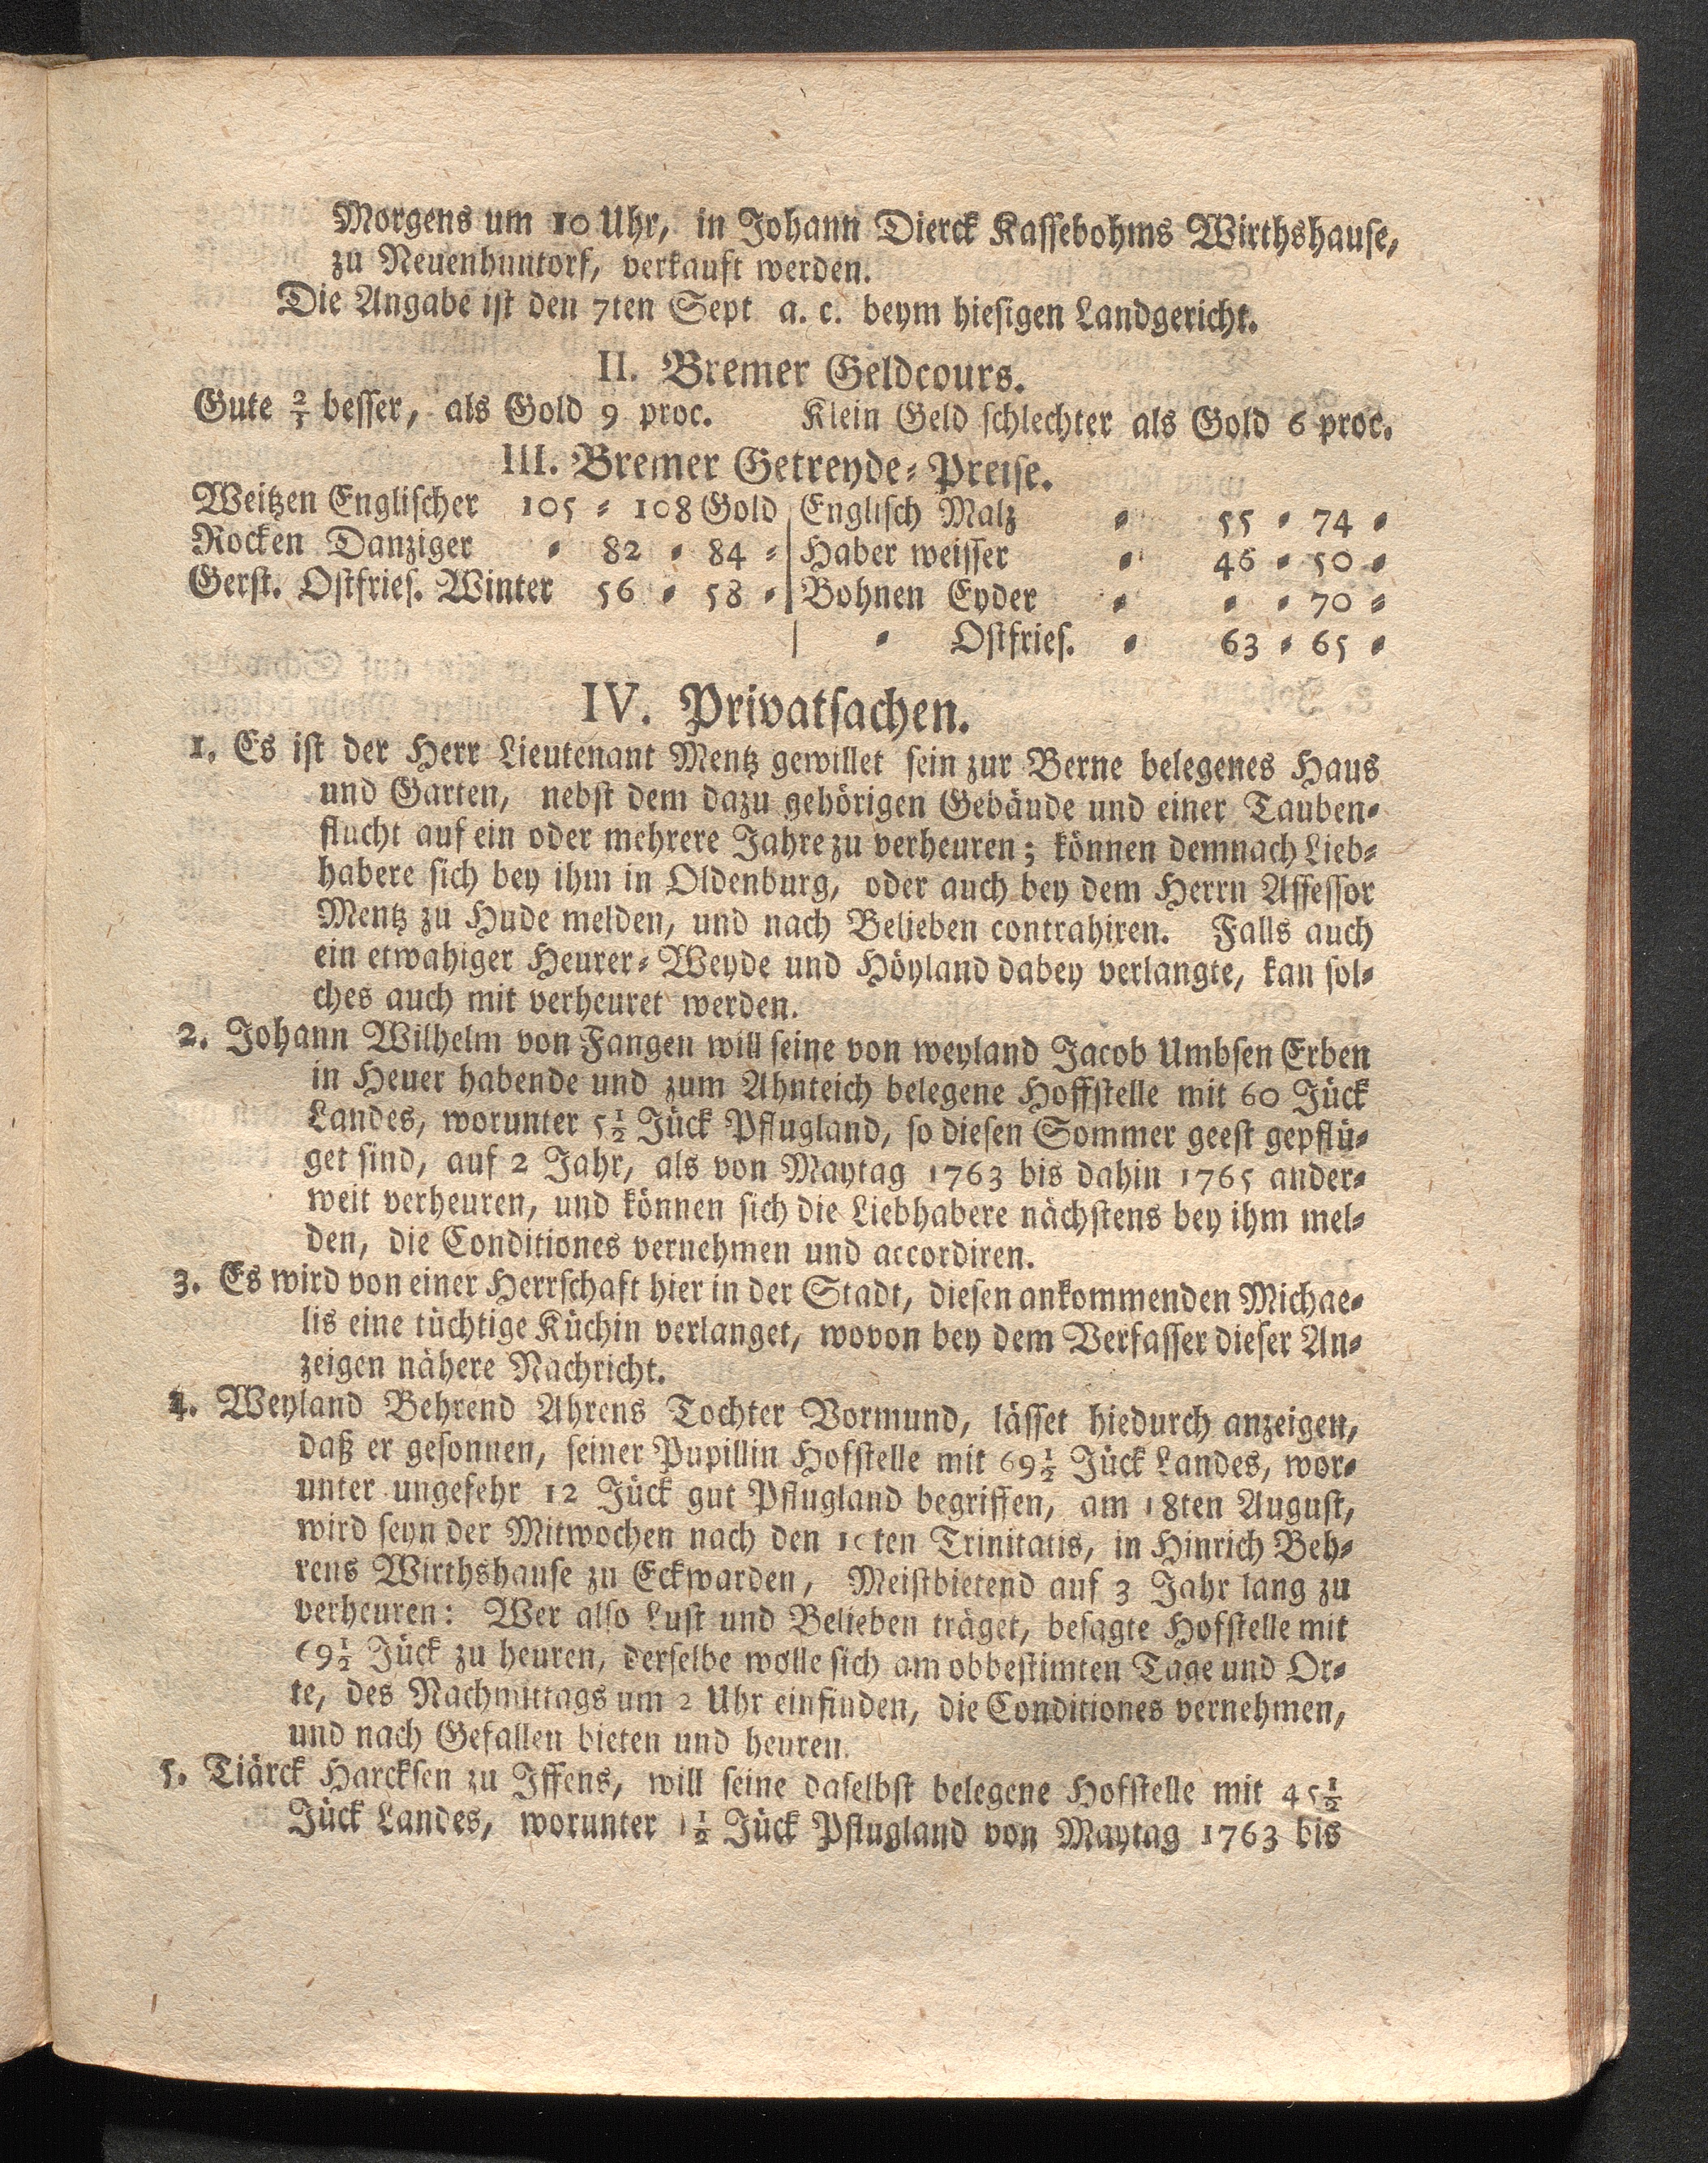 Morgens um 10 Uhr, in Johann Dierck Kassebohms Wirthshause,
zu Neuenhuntorf, verkauft werden.
Die Angabe ist den 7ten Sept a. c. beym hiesigen Landgericht.
II. Bremer Geldcours.
Gute 2/3 besser, als Gold 9 proc. Klein Geld schlechter als Gold 6 proc.
III. Bremer Getreyde-Preise.
Weitzen Englischer 105 - 108 Gold Englisch Malz - 55 - 74 -
Rocken Danziger - 82 - 84 - Haber weisser - 46 - 50 -
Gerst. Ostfries. Winter 56 - 58 - Bohnen Eyder - - - 70 -
- Ostfries. - 63 - 65 -
IV. Privatsachen.
1. Es ist der Herr Lieutenant Mentz gewillet sein zur Berne belegenes Haus
und Garten, nebst dem dazu gehörigen Gebäude und einer Tauben-
flucht auf ein oder mehrere Jahre zu verheuren; können demnach Lieb-
habere sich bey ihm in Oldenburg, oder auch bey dem Herrn Assessor
Mentz zu Hude melden, und nach Belieben contrahiren. Falls auch
ein etwahiger Heurer-Weyde und Höyland dabey verlangte, kan sol-
ches auch mit verheuret werden.
2. Johann Wilhelm von Fangen will seine von weyland Jacob Umbsen Erben
in Heuer habende und zum Ahnteich belegene Hoffstelle mit 60 Jück
Landes, worunter 5 1/2 Jück Pflugland, so diesen Sommer geest gepflü-
get sind, auf 2 Jahr, als von Maytag 1763 bis dahin 1765 ander-
weit verheuren, und können sich die Liebhabere nächstens bey ihm mel-
den, die Conditiones vernehmen und accordiren.
3. Es wird von einer Herrschaft hier in der Stadt, diesen ankommenden Michae-
lis eine tüchtige Küchin verlanget, wovon bey dem Verfasser dieser An-
zeigen nähere Nachricht.
4. Weyland Behrend Ahrens Tochter Vormund, lässet hiedurch anzeigen,
daß er gesonnen, seiner Pupillin Hofstelle mit 69 1/2 Jück Landes, wor-
unter ungefehr 12 Jück gut Pflugland begriffen, am 18ten August,
wird seyn der Mitwochen nach den 10ten Trinitatis, in Hinrich Beh-
rens Wirthshause zu Eckwarden, Meistbietend auf 3 Jahr lang zu
verheuren: Wer also Lust und Belieben träget, besagte Hofstelle mit
69 1/2 Jück zu heuren, derselbe wolle sich am obbestimten Tage und Or-
te, des Nachmittags um 2 Uhr einfinden, die Conditiones vernehmen,
und nach Gefallen bieten und heuren.
5. Tiärck Harcksen zu Iffens, will seine daselbst belegene Hofstelle mit 45 1/2
Jück Landes, worunter 1 1/2 Jück Pflugland von Maytag 1763 bis